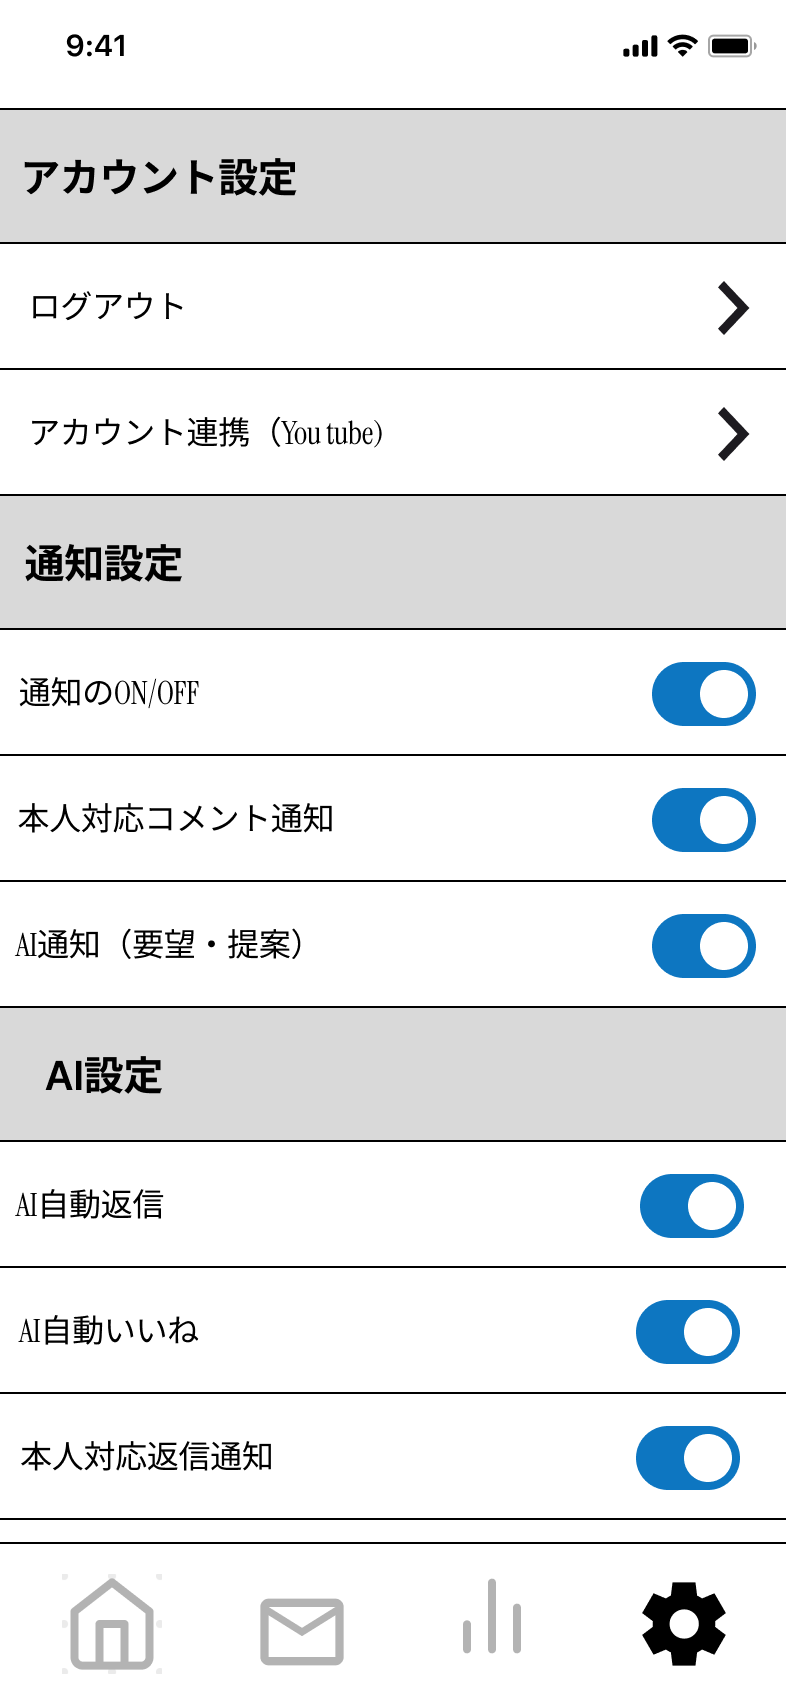 9:41
アカウント設定
ログアウト
アカウント連携（You tube)
通知設定
通知のON/OFF
本人対応コメント通知
AI通知（要望・提案）
AI設定
AI自動返信
AI自動いいね
本人対応返信通知